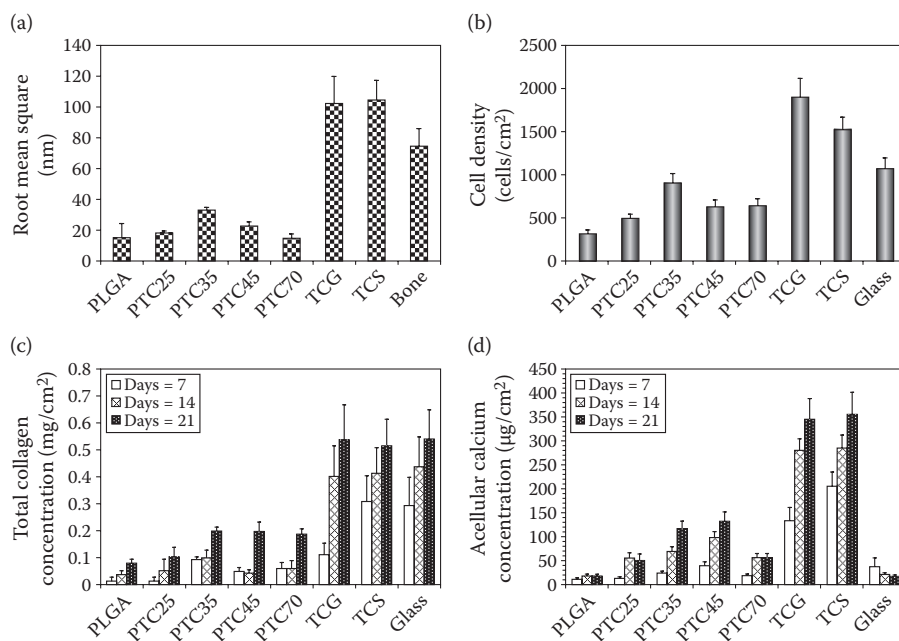 (a)
Root mean square
(nm)
140
120
100
80
60
40
20
0
PLGA
PTC25
PTC35
PTC45
PTC70
TCG
TCS
Bone
(b)
Cell density
(cells/cm²)
2500
2000
1500
1000
500
0
PLGA
PTC25
PTC35
PTC45
PTC70
TCG
TCS
Glass
(c)
Total collagen
concentration (mg/cm²)
0.8
0.7
0.6
0.5
0.4
0.3
0.2
0.1
0
Days = 7
Days = 14
Days = 21
PLGA
PTC25
PTC35
PTC45
PTC70
TCG
TCS
Glass
(d)
Acellular calcium
concentration (µg/cm²)
450
400
350
300
250
200
150
100
50
0
Days = 7
Days = 14
Days = 21
PLGA
PTC25
PTC35
PTC45
PTC70
TCG
TCS
Glass